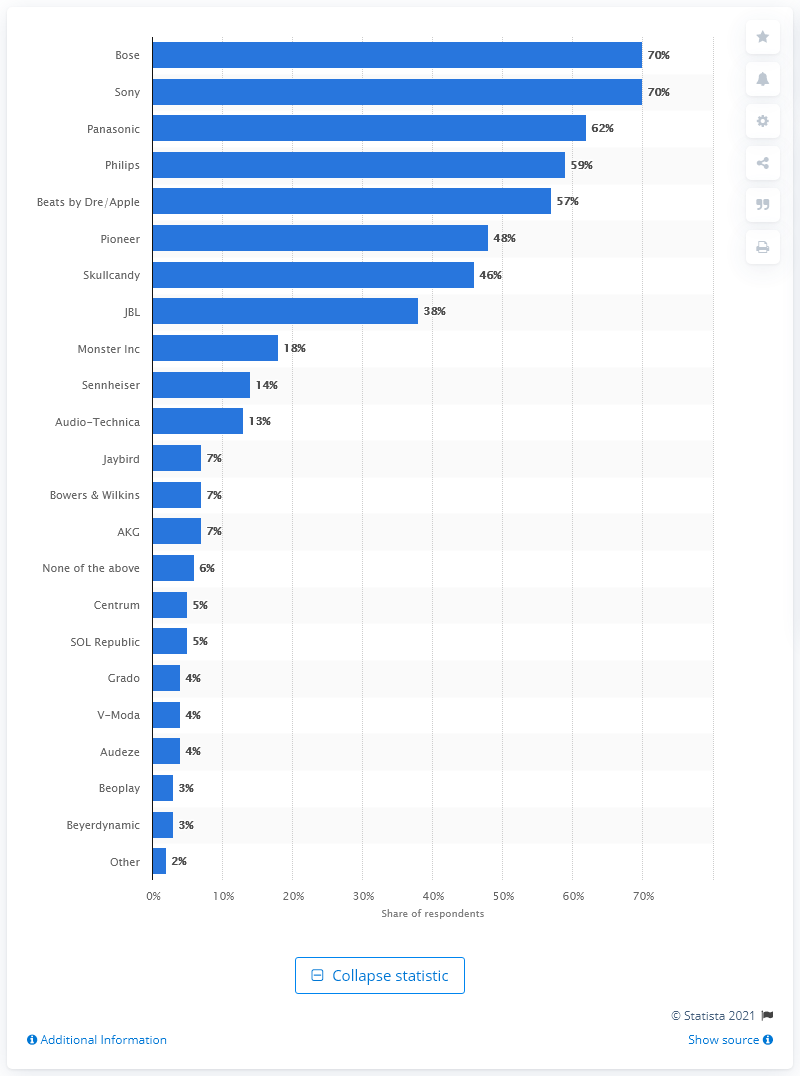 Bose 70%
Sony 70%
Panasonic 62%
Philips 59%
Beats by Dre/Apple 57%
Pioneer 48%
Skullcandy 46%
JBL 38%
Monster Inc 18%
Sennheiser 14%
Audio-Technica 13%
Jaybird 7%
Bowers & Wilkins 7%
AKG 7%
None of the above 6%
Centrum 5%
SOL Republic 5%
Grado 4%
V-Moda 4%
Audeze 4%
Beoplay 3%
Beyerdynamic 3%
Other 2%
0% 10% 20% 30% 40% 50% 60% 70%
Share of respondents
Collapse statistic
© Statista 2021
Additional Information Show source